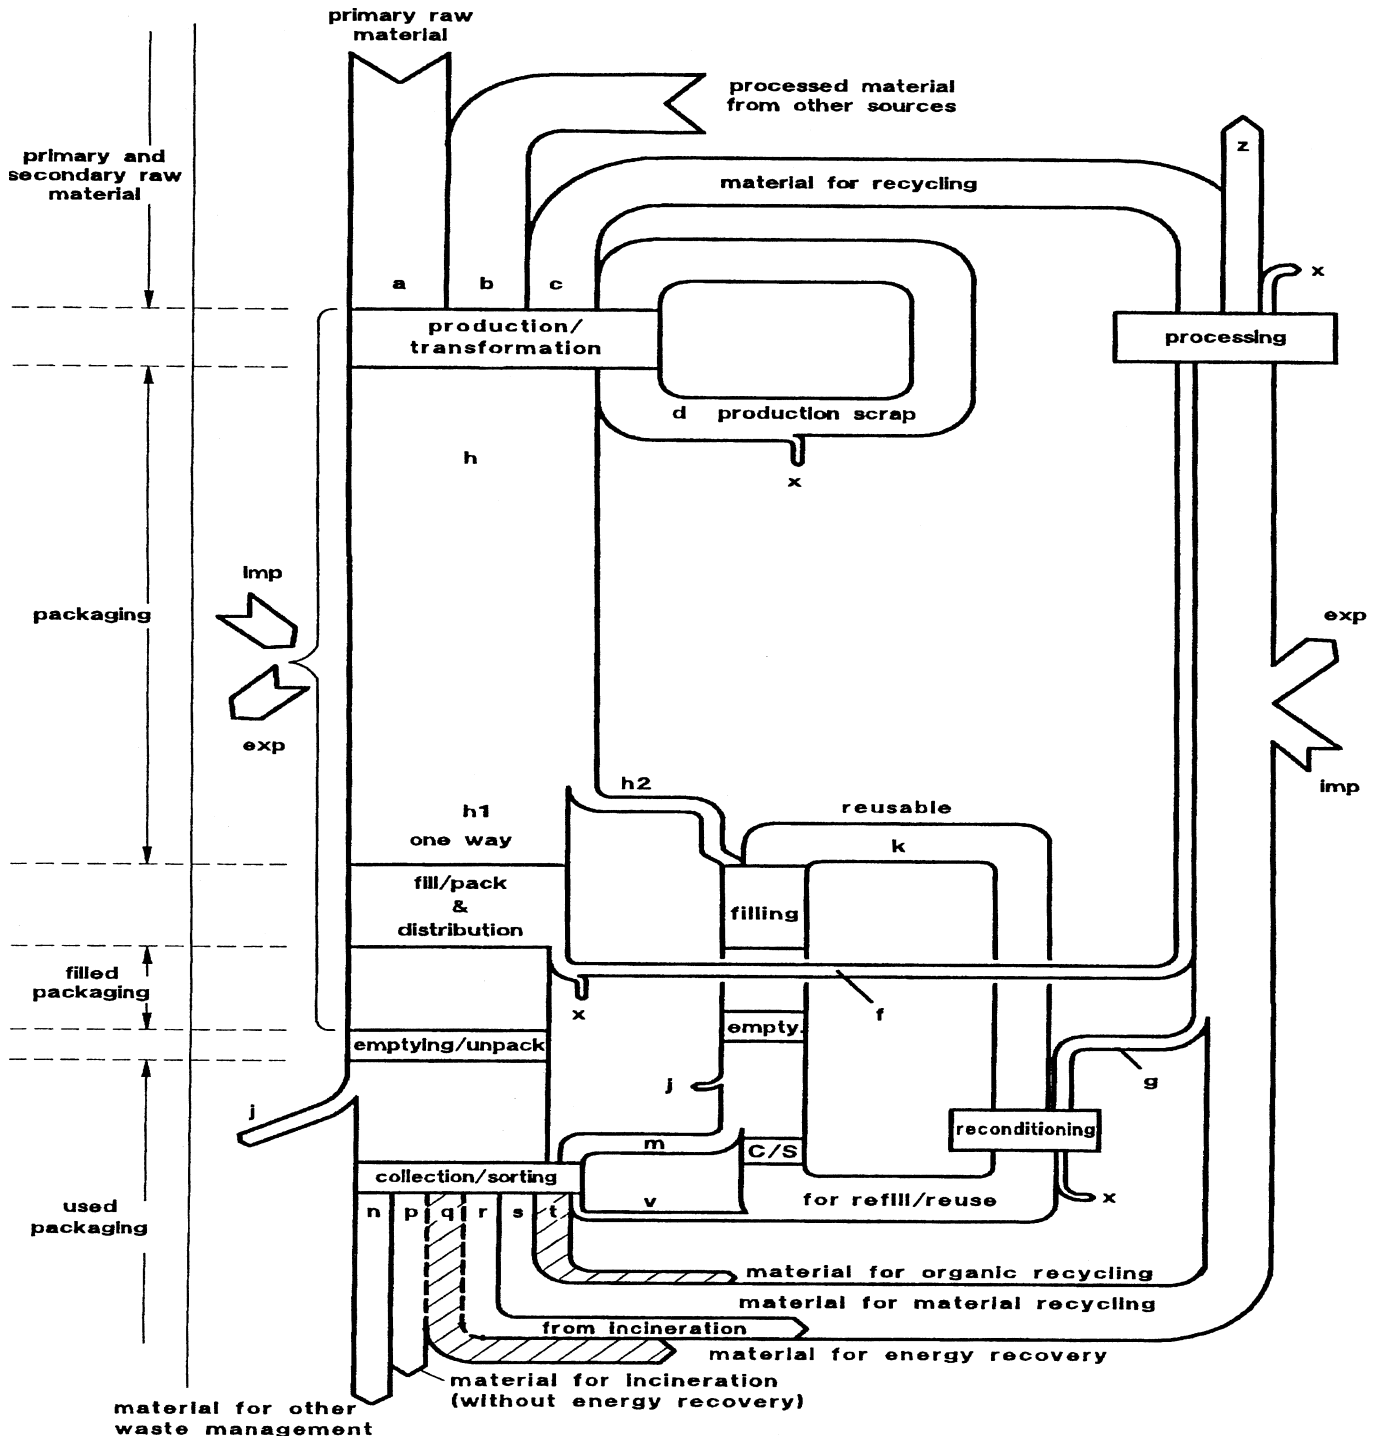 primary raw
material
processed material
from other sources
primary and
secondary raw
material
z
material for recycling
x
a
b
c
production/
transformation
processing
d production scrap
h
x
imp
packaging
exp
exp
imp
h2
h1
one way
reusable
k
fill/pack
&
distribution
filling
filled
packaging
x
f
empty.
emptying/unpack
j
g
j
m
C/S
reconditioning
collection/sorting
v
for refill/reuse
x
used
packaging
n
p
q
r
s
t
material for organic recycling
material for material recycling
from incineration
material for energy recovery
material for incineration
(without energy recovery)
material for other
waste management